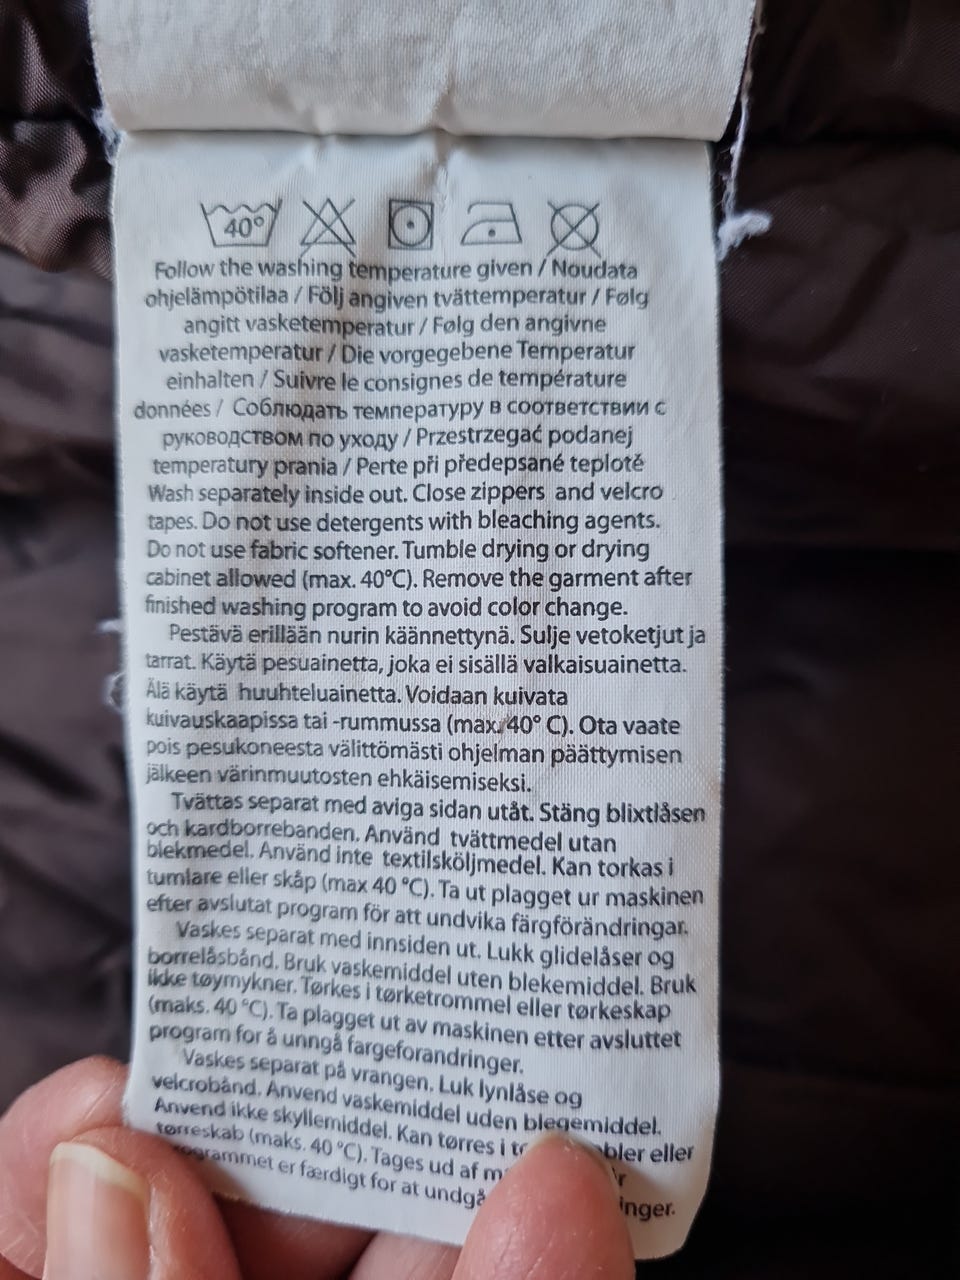 40°
Follow the washing temperature given / Noudata
ohjelämpötilaa / Följ angiven tvättemperatur / Følg
angitt vasketemperatur / Følg den angivne
vasketemperatur / Die vorgegebene Temperatur
einhalten / Suivre le consignes de température
données / Соблюдать температуру в соответствии с
руководством по уходу / Przestrzegać podanej
temperatury prania / Perte při předepsané teplotě
Wash separately inside out. Close zippers and velcro
tapes. Do not use detergents with bleaching agents.
Do not use fabric softener. Tumble drying or drying
cabinet allowed (max. 40°C). Remove the garment after
finished washing program to avoid color change.
Pestävä erillään nurin käännettynä. Sulje vetoketjut ja
tarrat. Käytä pesuainetta, joka ei sisällä valkaisuainetta.
Älä käytä huuhteluainetta. Voidaan kuivata
kuivauskaapissa tai -rummussa (max. 40° C). Ota vaate
pois pesukoneesta välittömästi ohjelman päättymisen
jälkeen värinmuutosten ehkäisemiseksi.
Tvättas separat med aviga sidan utåt. Stäng blixtlåsen
och kardborrebanden. Använd tvättmedel utan
blekmedel. Använd inte textilsköljmedel. Kan torkas i
tumlare eller skåp (max 40 °C). Ta ut plagget ur maskinen
efter avslutat program för att undvika färgförändringar.
Vaskes separat med innsiden ut. Lukk glidelåser og
borrelåsbånd. Bruk vaskemiddel uten blekemiddel. Bruk
ikke tøymykner. Tørkes i tørketrommel eller tørkeskap
(maks. 40 °C). Ta plagget ut av maskinen etter avsluttet
program for å unngå fargeforandringer.
Vaskes separat på vrangen. Luk lynlåse og
velcrobånd. Anvend vaskemiddel uden blegemiddel.
Anvend ikke skyllemiddel. Kan tørres i eller
tørreskab (maks. 40 °C). Tages ud af
er færdigt for at undgå